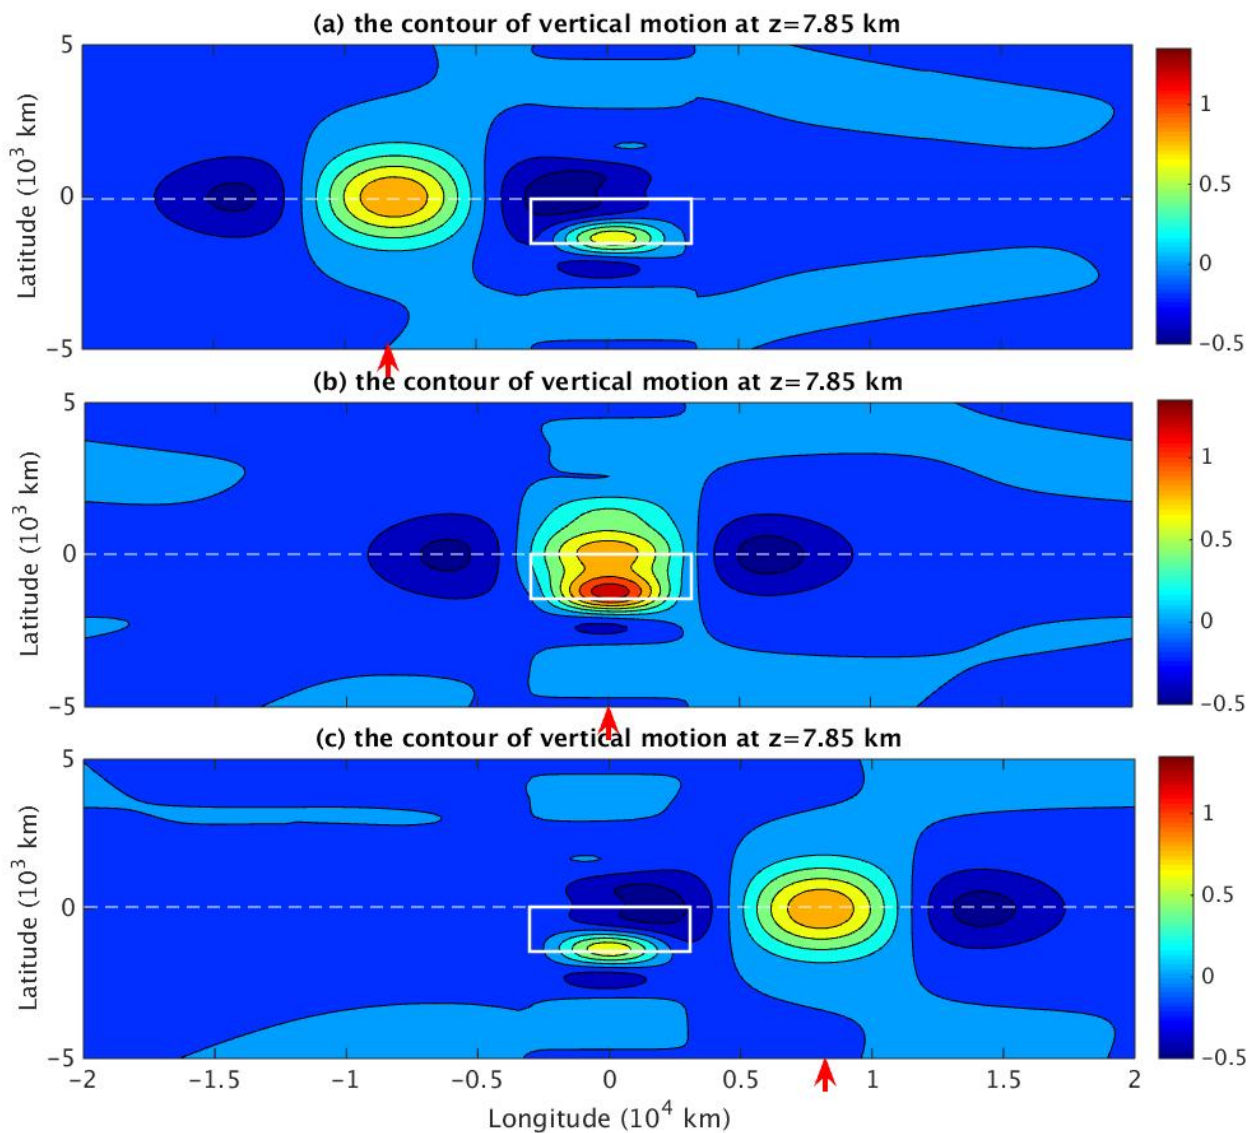 (a) the contour of vertical motion at z=7.85 km
5
0
−5
Latitude (10³ km)
1
0.5
0
−0.5
(b) the contour of vertical motion at z=7.85 km
5
0
−5
Latitude (10³ km)
1
0.5
0
−0.5
(c) the contour of vertical motion at z=7.85 km
5
0
−5
Latitude (10³ km)
1
0.5
0
−0.5
−2 −1 −0.5 0 0.5 1 1.5 2
Longitude (10⁴ km)